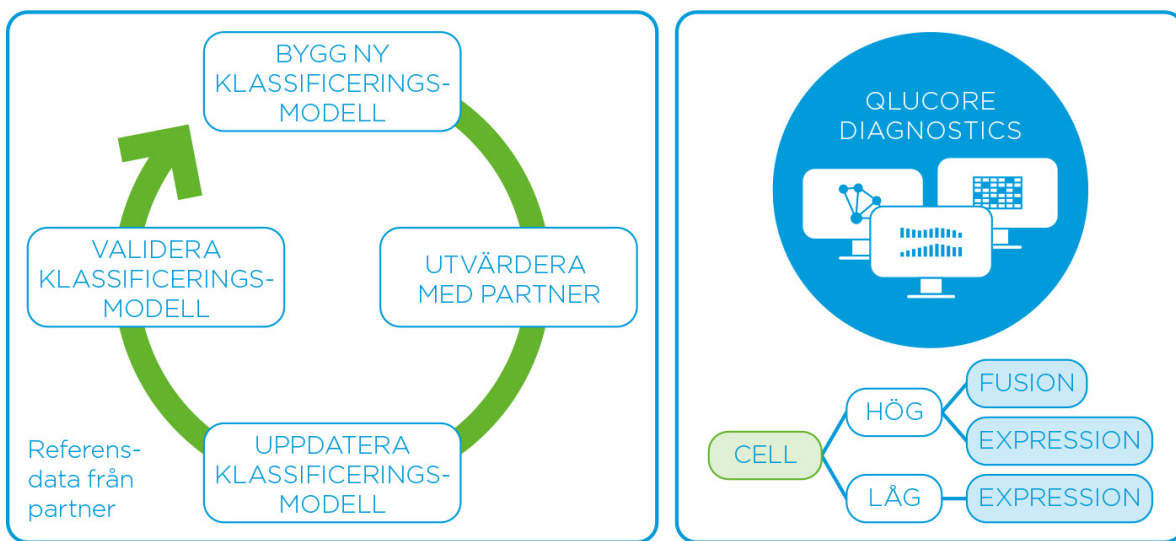 BYGG NY
KLASSIFICERINGS-
MODELL
VALIDERA
KLASSIFICERINGS-
MODELL
UTVÄRDERA
MED PARTNER
UPPDATERA
KLASSIFICERINGS-
MODELL
Referens-
data från
partner
QLUCORE
DIAGNOSTICS
CELL
HÖG
LÅG
FUSION
EXPRESSION
EXPRESSION